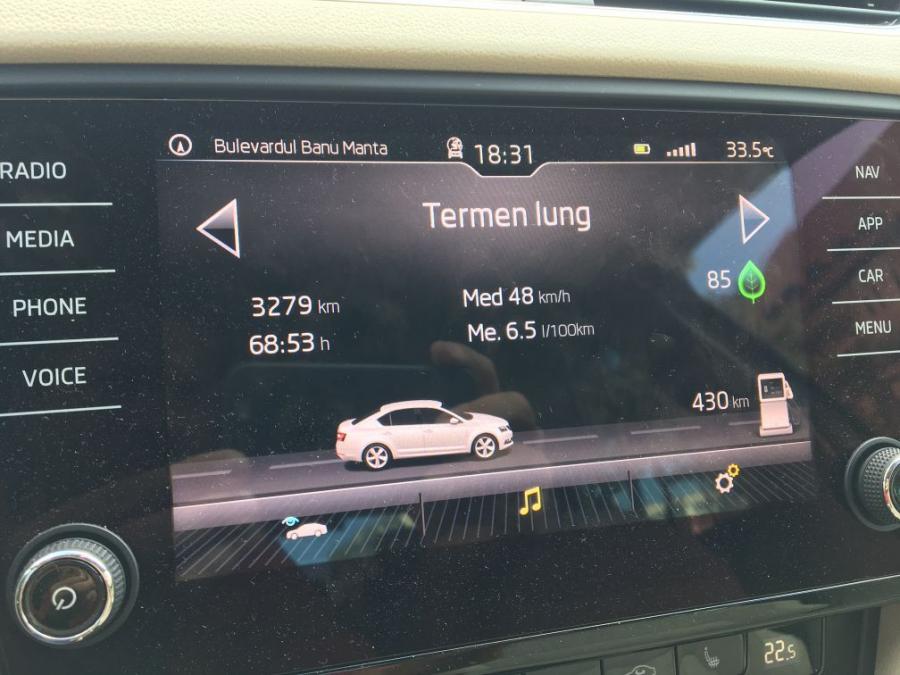 Bulevardul Banu Manta 18:31 33.5°C
RADIO
MEDIA
PHONE
VOICE
Termen lung
3279 km
68:53 h
Med 48 km/h
Me. 6.5 l/100km
85
430 km
NAV
APP
CAR
MENU
22.5